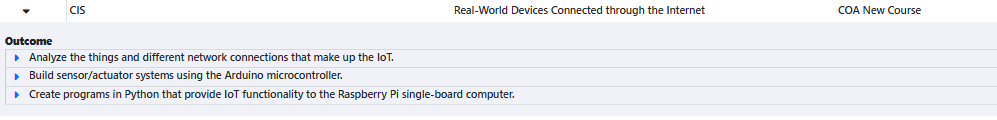 CIS Real-World Devices Connected through the Internet COA New Course
Outcome
Analyze the things and different network connections that make up the IoT.
Build sensor/actuator systems using the Arduino microcontroller.
Create programs in Python that provide IoT functionality to the Raspberry Pi single-board computer.